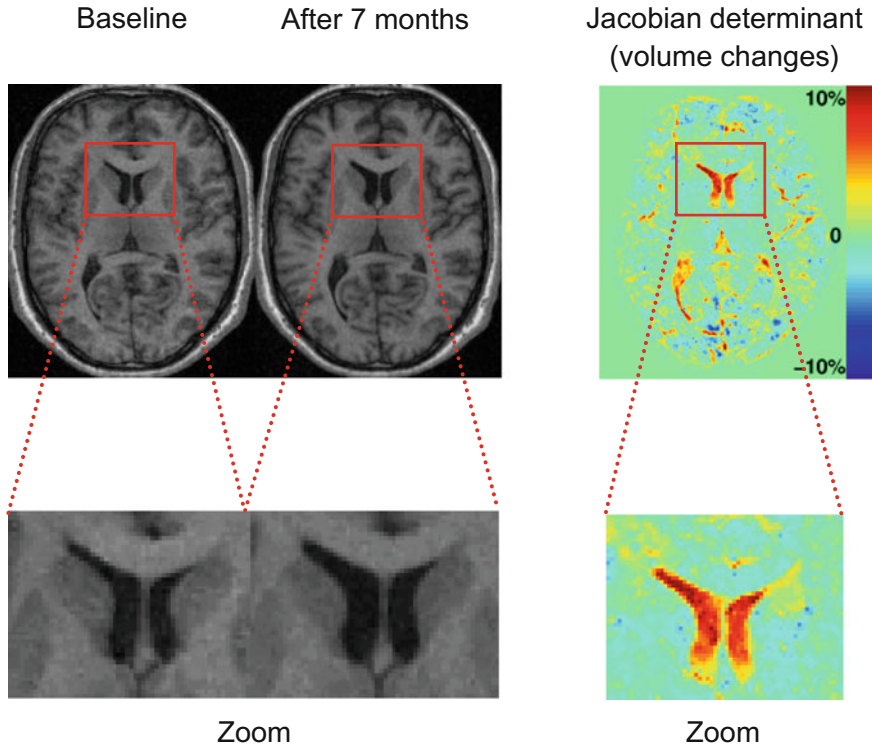 Baseline
After 7 months
Jacobian determinant
(volume changes)
10%
0
−10%
Zoom
Zoom